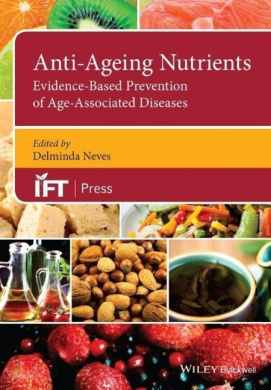 Anti-Ageing Nutrients
Evidence-Based Prevention
of Age-Associated Diseases
Edited by
Delminda Neves
IFT | Press
WILEY Blackwell